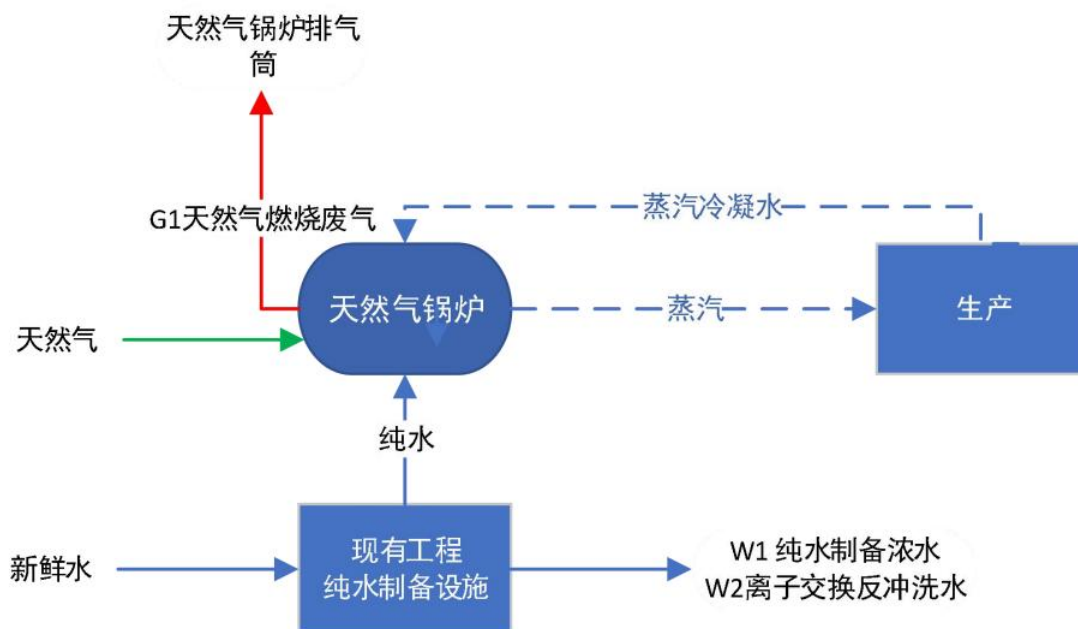 天然气锅炉排气
筒
G1天然气燃烧废气
蒸汽冷凝水
天然气锅炉
蒸汽
生产
天然气
纯水
新鲜水
现有工程
纯水制备设施
W1 纯水制备浓水
W2离子交换反冲洗水